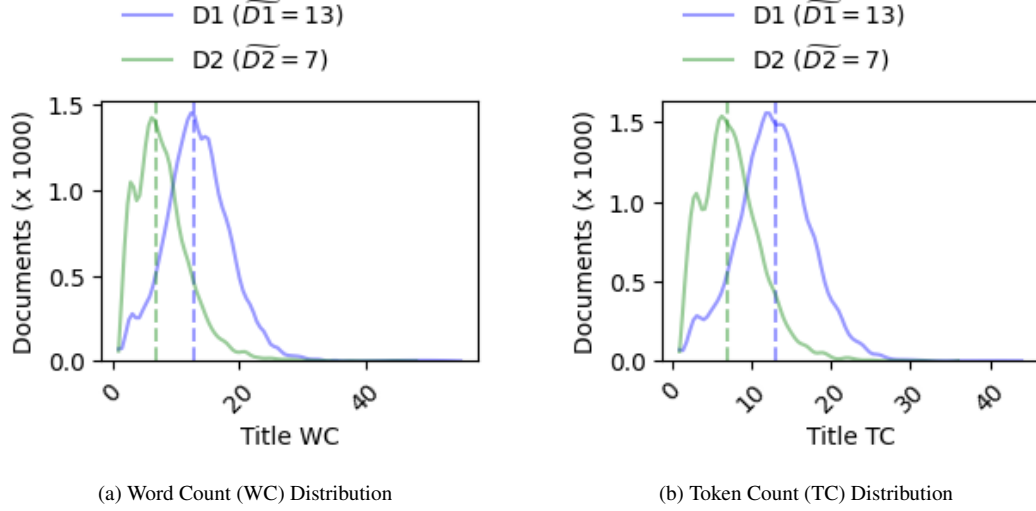 D1 (D͠1 = 13)
D2 (D͠2 = 7)
1.5
1.0
0.5
0.0
Documents (x 1000)
0
20
40
Title WC
(a) Word Count (WC) Distribution
D1 (D͠1 = 13)
D2 (D͠2 = 7)
1.5
1.0
0.5
0.0
Documents (x 1000)
0
10
20
30
40
Title TC
(b) Token Count (TC) Distribution